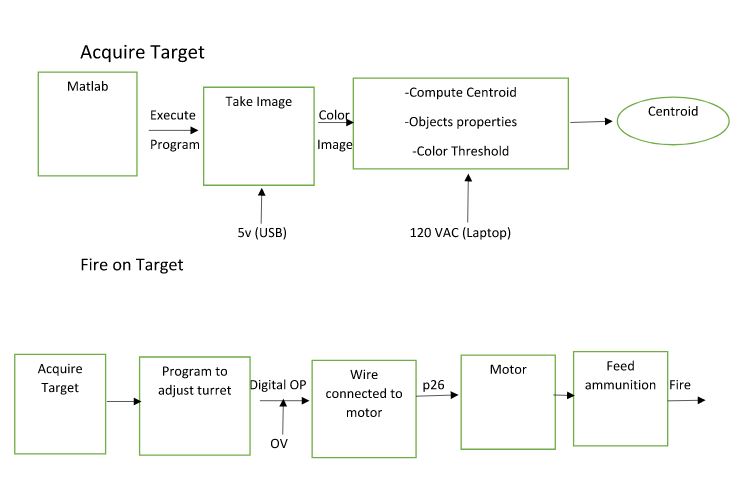 Acquire Target
Matlab
Execute
Program
Take Image
Color
Image
-Compute Centroid
-Objects properties
-Color Threshold
Centroid
5v (USB)
120 VAC (Laptop)
Fire on Target
Acquire
Target
Program to
adjust turret
Digital OP
OV
Wire
connected to
motor
p26
Motor
Feed
ammunition
Fire